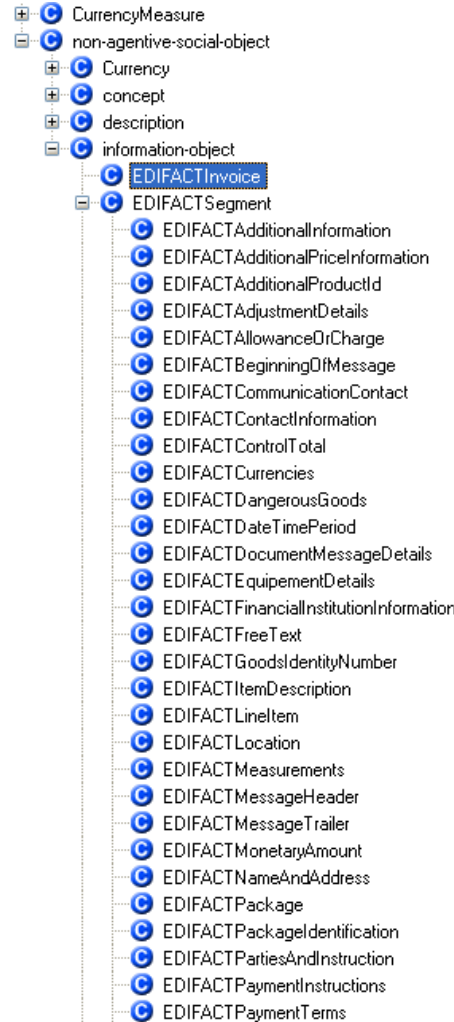 CurrencyMeasure
non-agentive-social-object
Currency
concept
description
information-object
EDIFACTInvoice
EDIFACTSegment
EDIFACTAdditionalInformation
EDIFACTAdditionalPriceInformation
EDIFACTAdditionalProductId
EDIFACTAdjustmentDetails
EDIFACTAllowanceOrCharge
EDIFACTBeginningOfMessage
EDIFACTCommunicationContact
EDIFACTContactInformation
EDIFACTControlTotal
EDIFACTCurrencies
EDIFACTDangerousGoods
EDIFACTDateTimePeriod
EDIFACTDocumentMessageDetails
EDIFACTEquipementDetails
EDIFACTFinancialInstitutionInformation
EDIFACTFreeText
EDIFACTGoodsIdentityNumber
EDIFACTItemDescription
EDIFACTLineItem
EDIFACTLocation
EDIFACTMeasurements
EDIFACTMessageHeader
EDIFACTMessageTrailer
EDIFACTMonetaryAmount
EDIFACTNameAndAddress
EDIFACTPackage
EDIFACTPackageIdentification
EDIFACTPartiesAndInstruction
EDIFACTPaymentInstructions
EDIFACTPaymentTerms